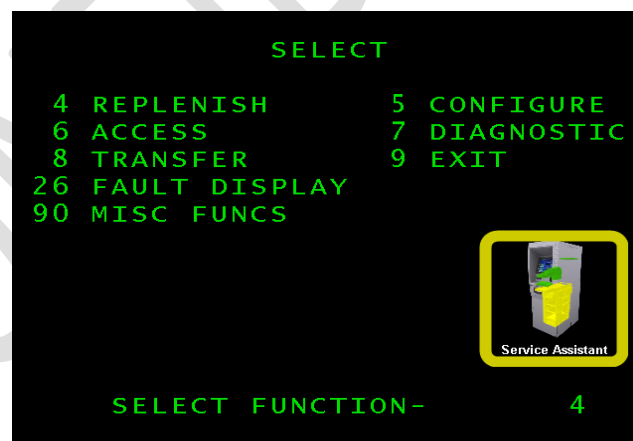 SELECT
4 REPLENISH 5 CONFIGURE
6 ACCESS 7 DIAGNOSTIC
8 TRANSFER 9 EXIT
26 FAULT DISPLAY
90 MISC FUNCS
Service Assistant
SELECT FUNCTION- 4